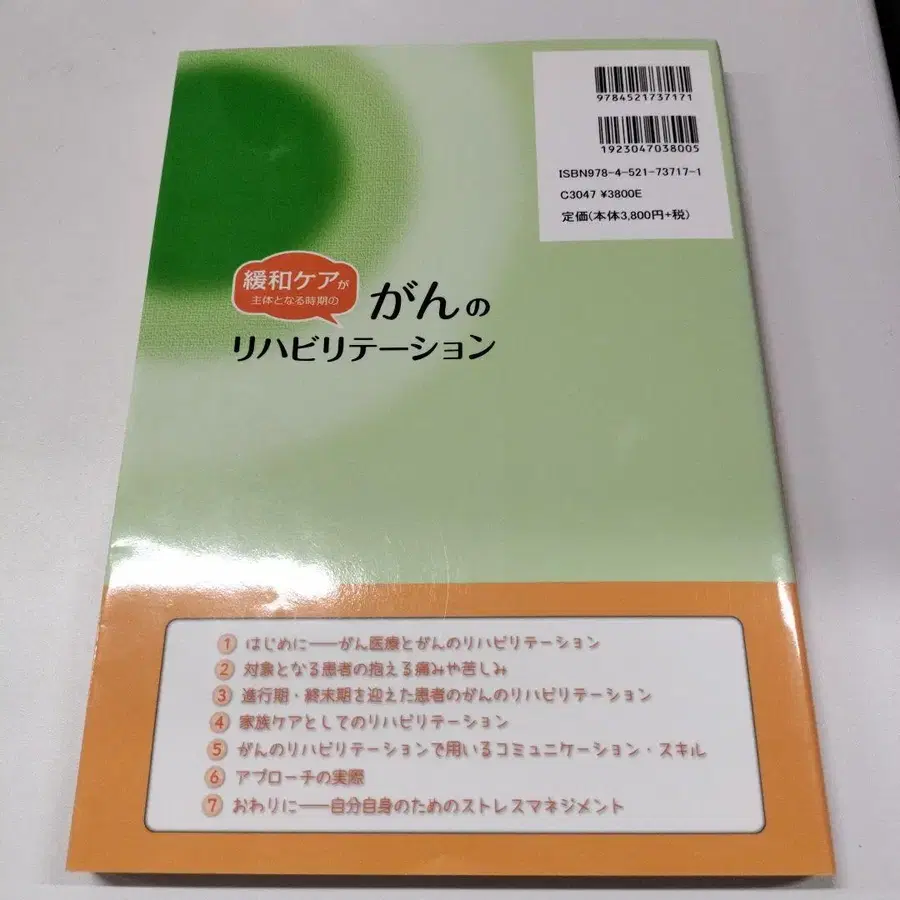 9784521737171
1923047038005
ISBN978-4-521-73717-1
C3047 ¥3800E
定価(本体3,800円+税)
緩和ケアが
主体となる時期の
がんの
リハビリテーション
1 はじめに──がん医療とがんのリハビリテーション
2 対象となる患者の抱える痛みや苦しみ
3 進行期・終末期を迎えた患者のがんのリハビリテーション
4 家族ケアとしてのリハビリテーション
5 がんのリハビリテーションで用いるコミュニケーション・スキル
6 アプローチの実際
7 おわりに──自分自身のためのストレスマネジメント